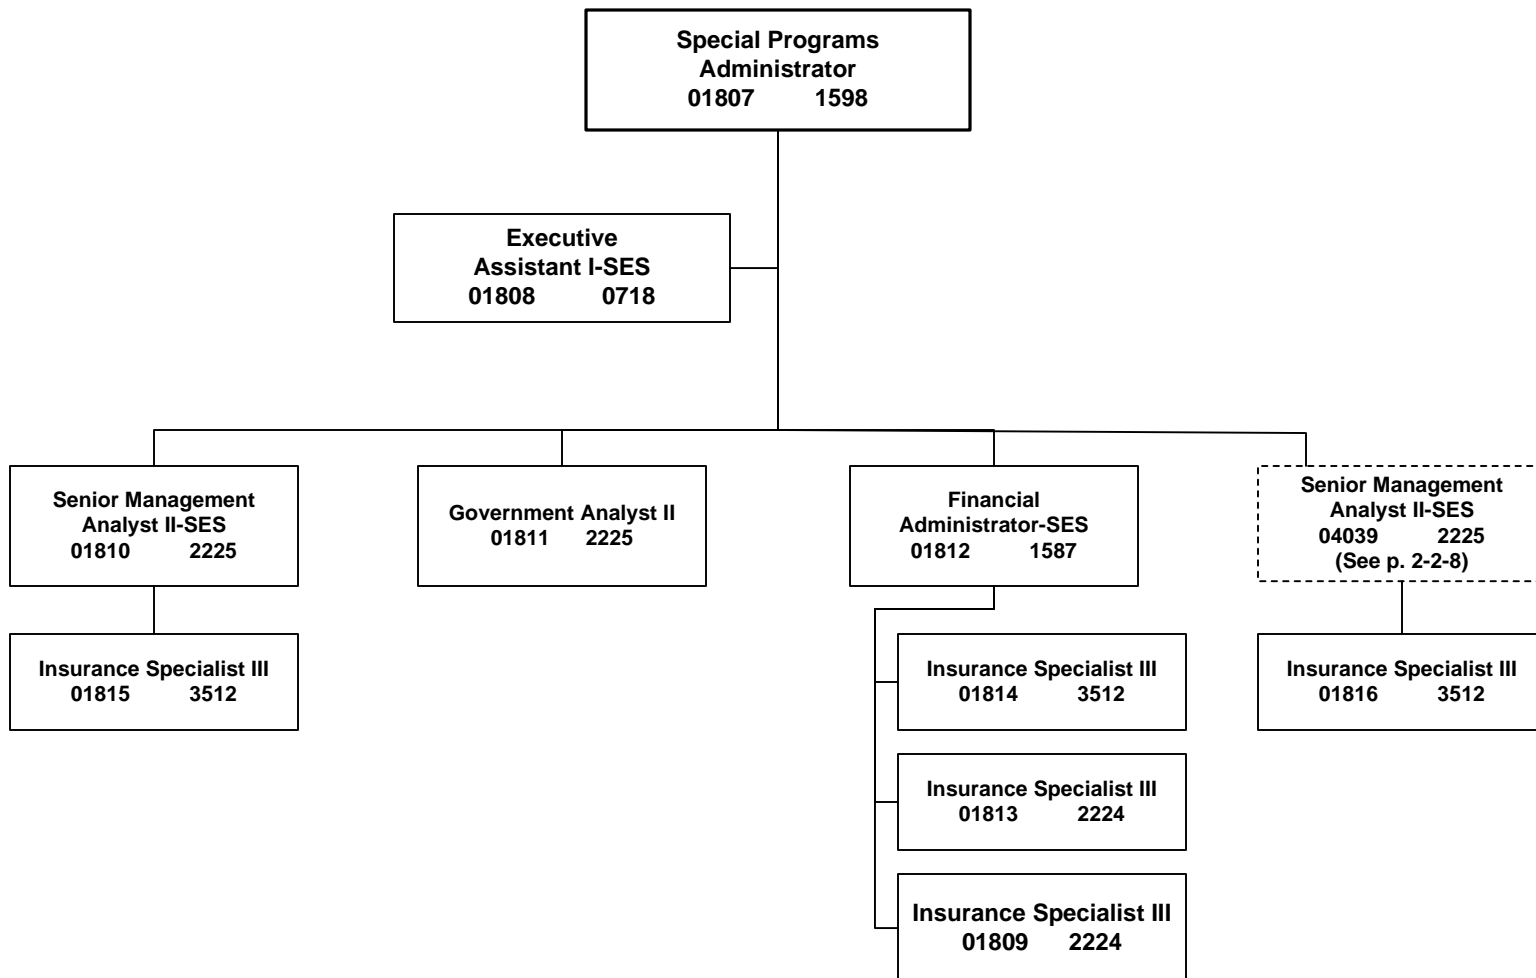 Special Programs
Administrator
01807 1598
Executive
Assistant I-SES
01808 0718
Senior Management
Analyst II-SES
01810 2225
Government Analyst II
01811 2225
Financial
Administrator-SES
01812 1587
Senior Management
Analyst II-SES
04039 2225
(See p. 2-2-8)
Insurance Specialist III
01815 3512
Insurance Specialist III
01814 3512
Insurance Specialist III
01816 3512
Insurance Specialist III
01813 2224
Insurance Specialist III
01809 2224